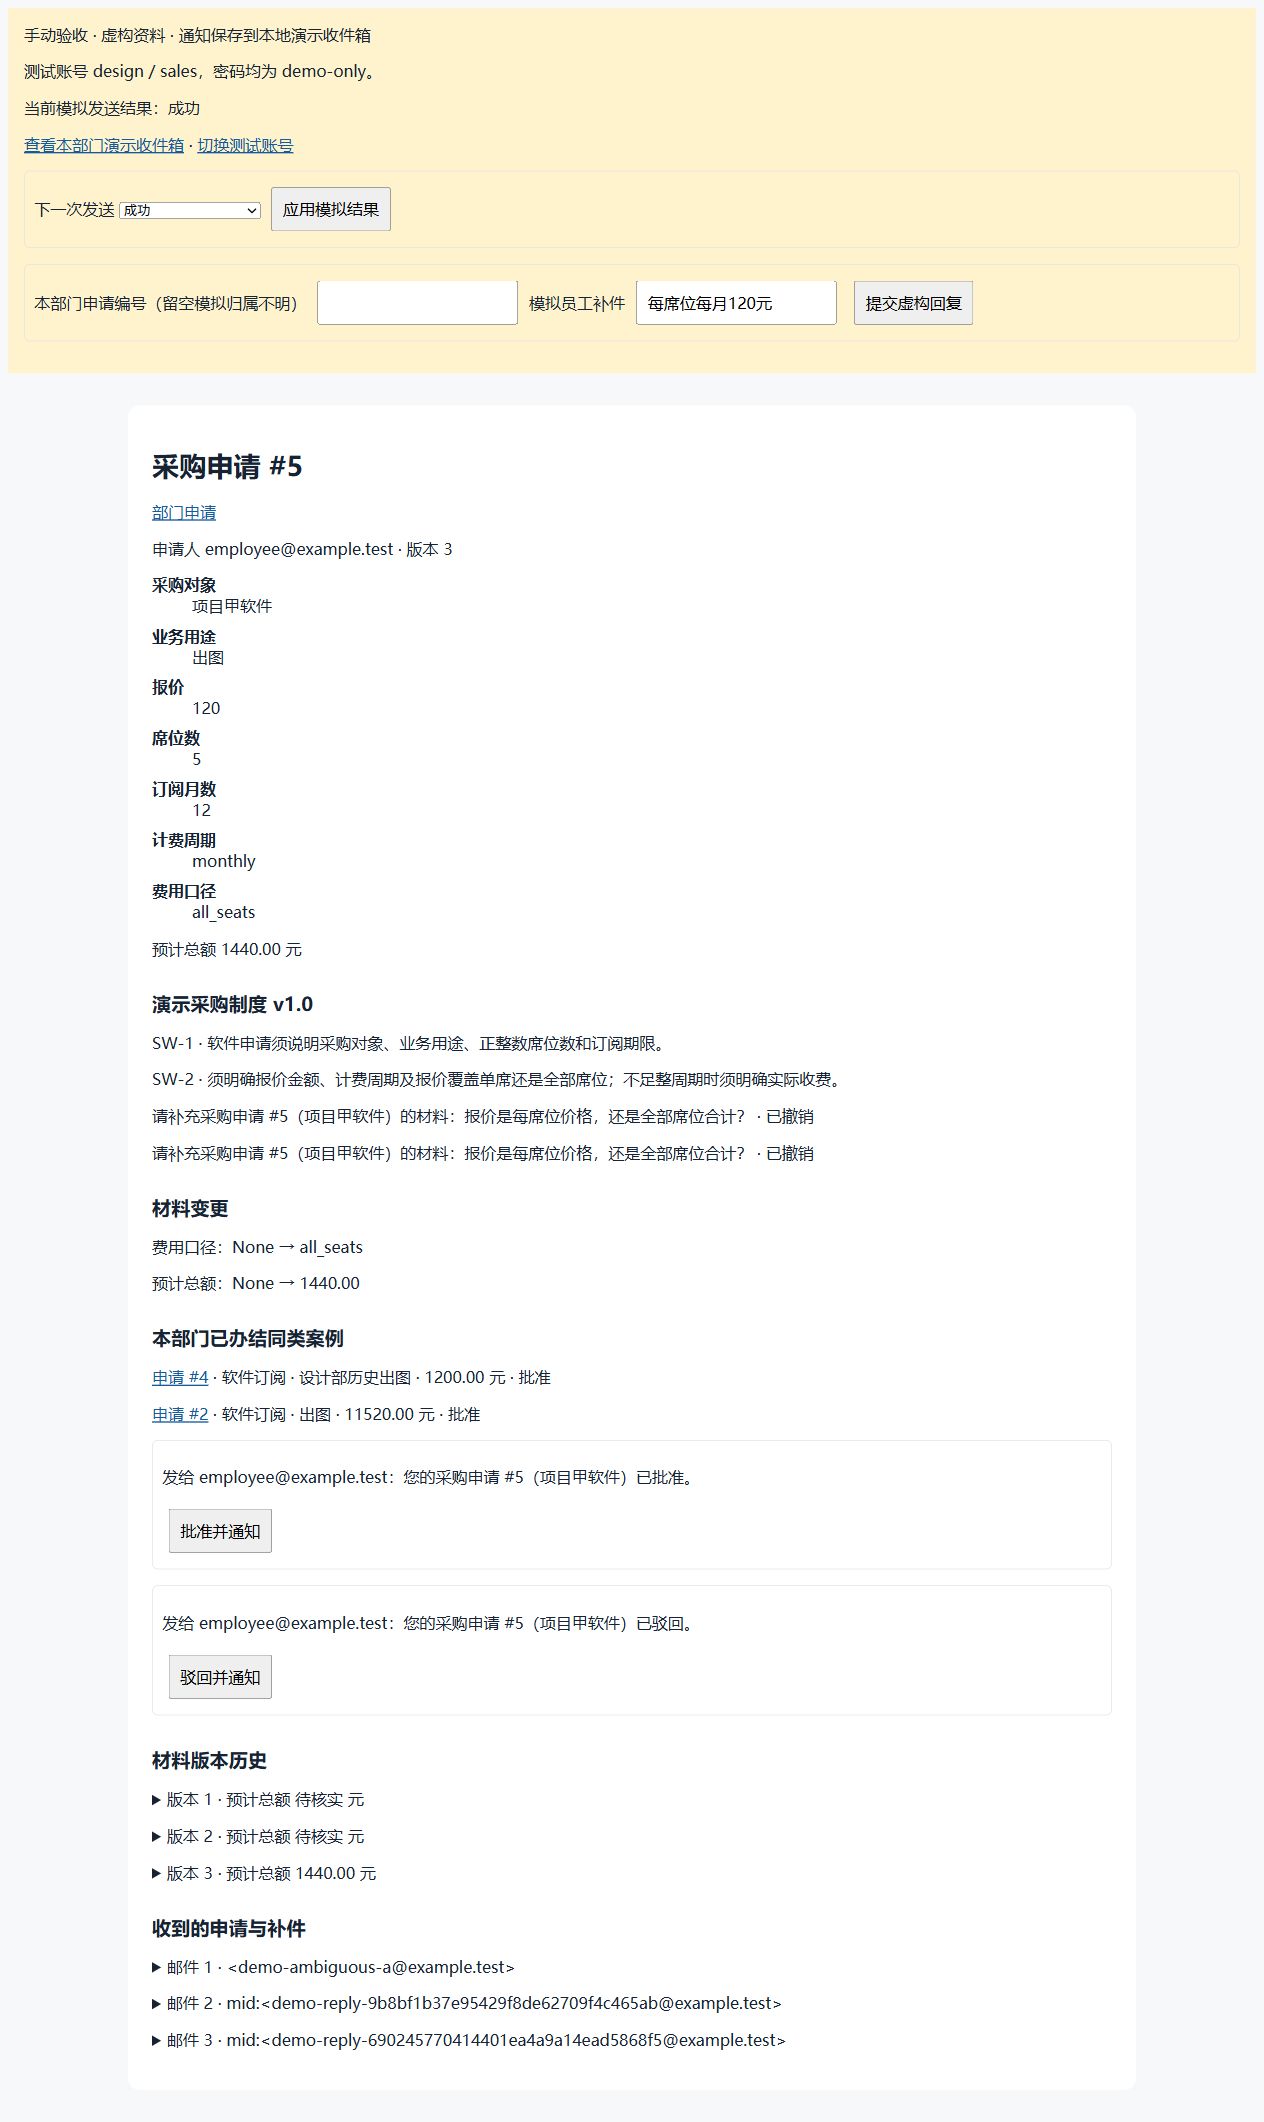 手动验收 · 虚构资料 · 通知保存到本地演示收件箱
测试账号 design / sales，密码均为 demo-only。
当前模拟发送结果：成功
查看本部门演示收件箱 · 切换测试账号
下一次发送 成功 应用模拟结果
本部门申请编号（留空模拟归属不明） 模拟员工补件 每席位每月120元 提交虚构回复
采购申请 #5
部门申请
申请人 employee@example.test · 版本 3
采购对象
项目甲软件
业务用途
出图
报价
120
席位数
5
订阅月数
12
计费周期
monthly
费用口径
all_seats
预计总额 1440.00 元
演示采购制度 v1.0
SW-1 · 软件申请须说明采购对象、业务用途、正整数席位数和订阅期限。
SW-2 · 须明确报价金额、计费周期及报价覆盖单席还是全部席位；不足整周期时须明确实际收费。
请补充采购申请 #5（项目甲软件）的材料：报价是每席位价格，还是全部席位合计？ · 已撤销
请补充采购申请 #5（项目甲软件）的材料：报价是每席位价格，还是全部席位合计？ · 已撤销
材料变更
费用口径：None → all_seats
预计总额：None → 1440.00
本部门已办结同类案例
申请 #4 · 软件订阅 · 设计部历史出图 · 1200.00 元 · 批准
申请 #2 · 软件订阅 · 出图 · 11520.00 元 · 批准
发给 employee@example.test：您的采购申请 #5（项目甲软件）已批准。
批准并通知
发给 employee@example.test：您的采购申请 #5（项目甲软件）已驳回。
驳回并通知
材料版本历史
▶ 版本 1 · 预计总额 待核实 元
▶ 版本 2 · 预计总额 待核实 元
▶ 版本 3 · 预计总额 1440.00 元
收到的申请与补件
▶ 邮件 1 · <demo-ambiguous-a@example.test>
▶ 邮件 2 · mid:<demo-reply-9b8bf1b37e95429f8de62709f4c465ab@example.test>
▶ 邮件 3 · mid:<demo-reply-690245770414401ea4a9a14ead5868f5@example.test>